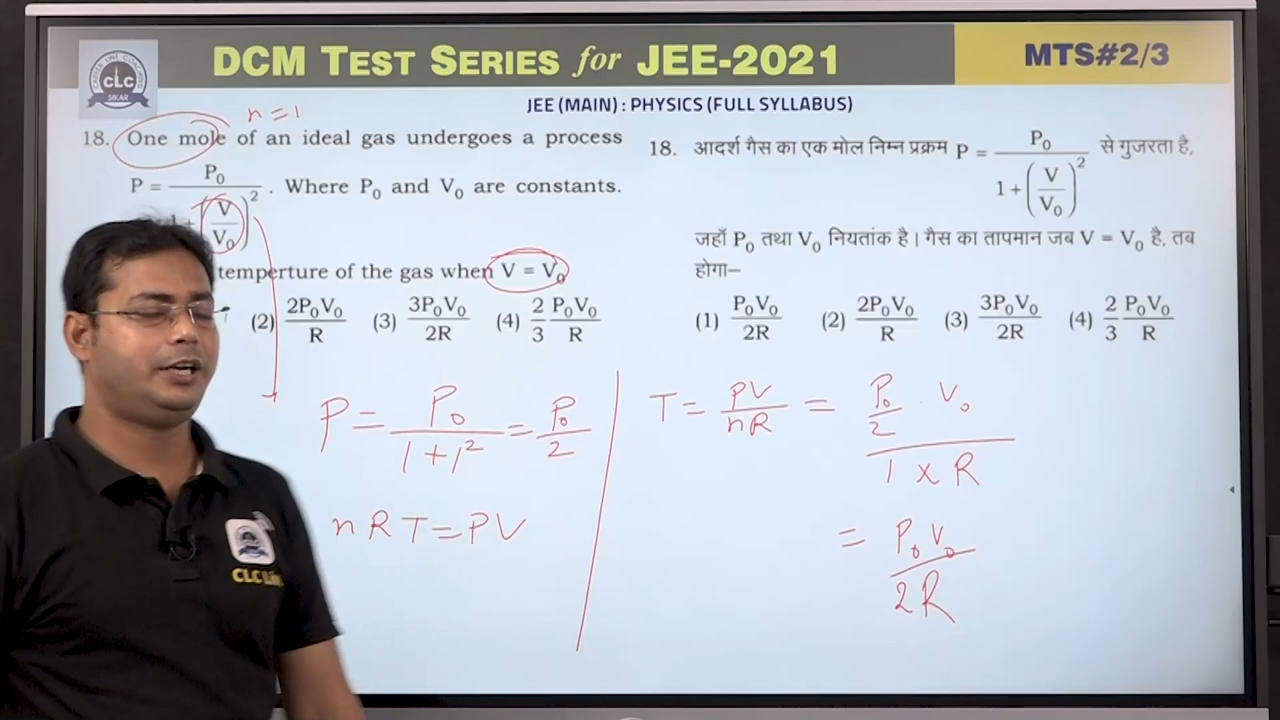 DCM TEST SERIES for JEE-2021
MTS#2/3
CLC
SIKAR
JEE (MAIN) : PHYSICS (FULL SYLLABUS)
n = 1
18. One mole of an ideal gas undergoes a process
P = P₀ / (1 + (V/V₀)²) . Where P₀ and V₀ are constants.
temperture of the gas when V = V₀
(2) 2P₀V₀/R (3) 3P₀V₀/2R (4) 2/3 P₀V₀/R
18. आदर्श गैस का एक मोल निम्न प्रक्रम P = P₀ / (1 + (V/V₀)²) से गुजरता है,
जहाँ P₀ तथा V₀ नियतांक है। गैस का तापमान जब V = V₀ है, तब
होगा–
(1) P₀V₀/2R (2) 2P₀V₀/R (3) 3P₀V₀/2R (4) 2/3 P₀V₀/R
P = P₀/(1+1²) = P₀/2
nRT = PV
T = PV/nR = (P₀/2 · V₀)/(1 × R)
= P₀V₀/2R